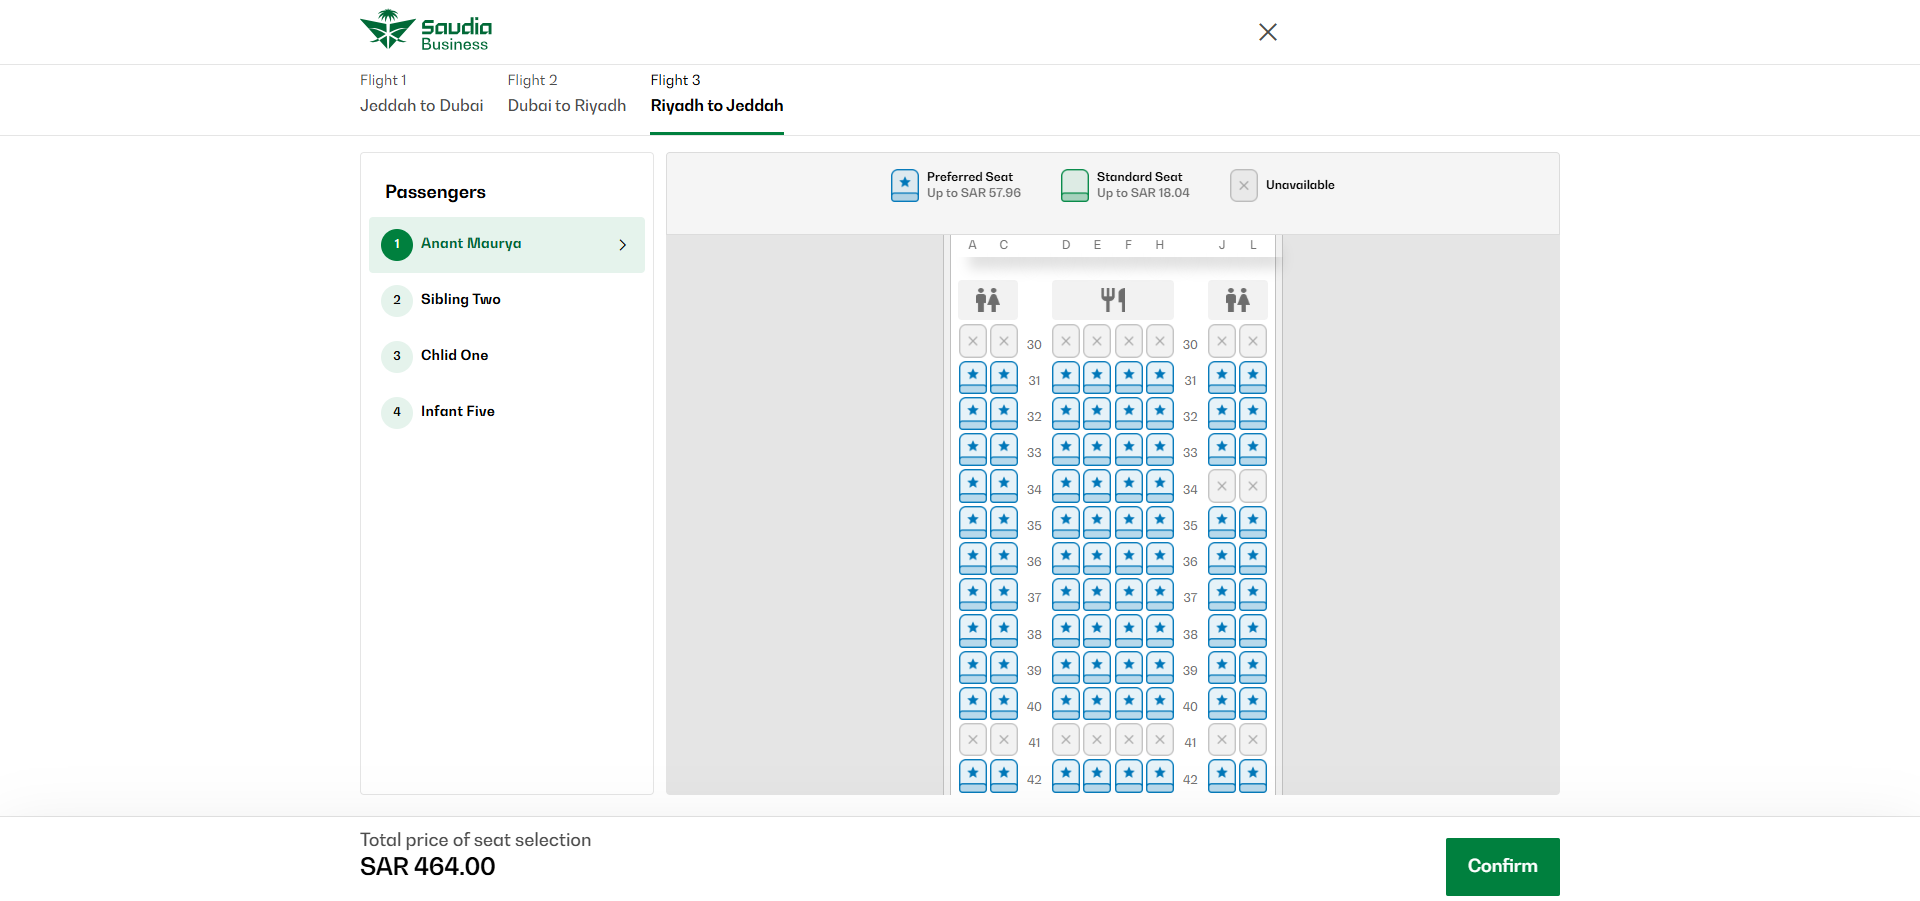 Saudia
Business
Flight 1
Jeddah to Dubai
Flight 2
Dubai to Riyadh
Flight 3
Riyadh to Jeddah
Passengers
1 Anant Maurya
2 Sibling Two
3 Chlid One
4 Infant Five
Preferred Seat
Up to SAR 57.96
Standard Seat
Up to SAR 18.04
Unavailable
A C D E F H J L
30 30
31 31
32 32
33 33
34 34
35 35
36 36
37 37
38 38
39 39
40 40
41 41
42 42
Total price of seat selection
SAR 464.00
Confirm